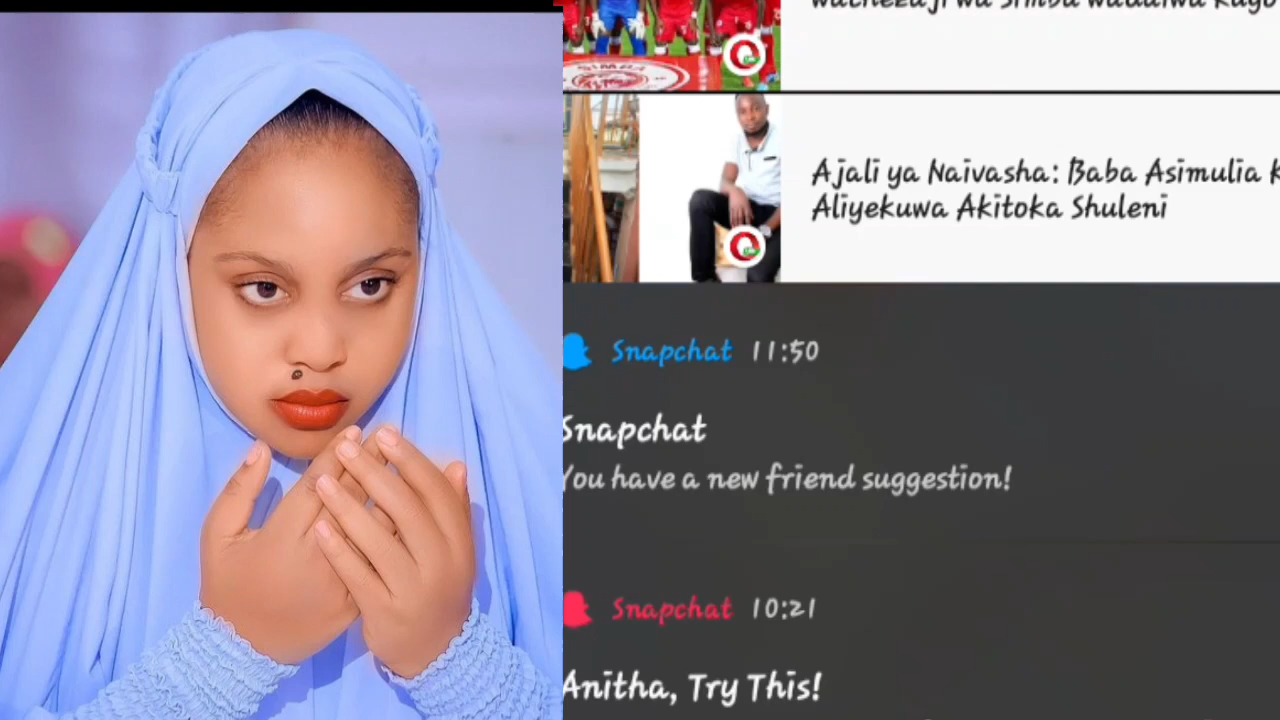 SIMBA
Ajali ya Naivasha: Baba Asimulia
Aliyekuwa Akitoka Shuleni
Snapchat 11:50
Snapchat
You have a new friend suggestion!
Snapchat 10:21
Anitha, Try This!